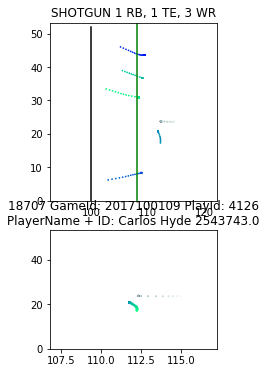 SHOTGUN 1 RB, 1 TE, 3 WR
50
40
30
20
10
0
100 110 120
18707 GameId: 2017100109 PlayId: 4126
PlayerName + ID: Carlos Hyde 2543743.0
40
20
0
107.5 110.0 112.5 115.0